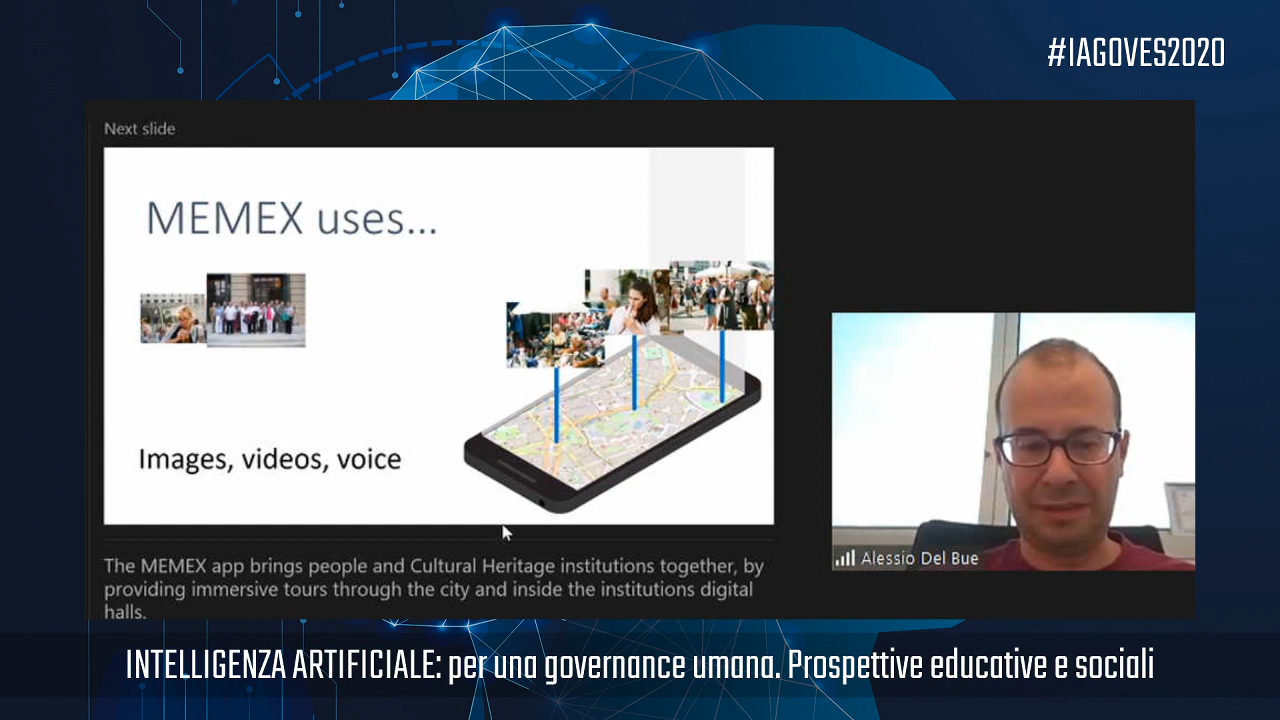 #IAGOVES2020
Next slide
MEMEX uses...
Images, videos, voice
The MEMEX app brings people and Cultural Heritage institutions together, by
providing immersive tours through the city and inside the institutions digital
halls.
Alessio Del Bue
INTELLIGENZA ARTIFICIALE: per una governance umana. Prospettive educative e sociali